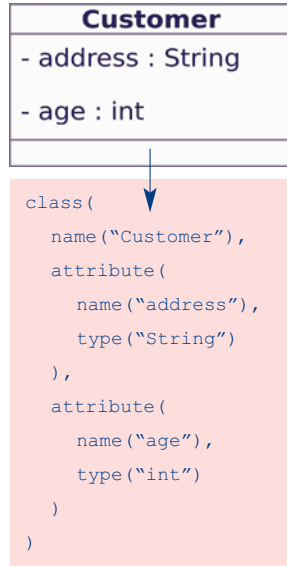 Customer
- address : String
- age : int
class(
name(“Customer”),
attribute(
name(“address”),
type(“String”)
),
attribute(
name(“age”),
type(“int”)
)
)